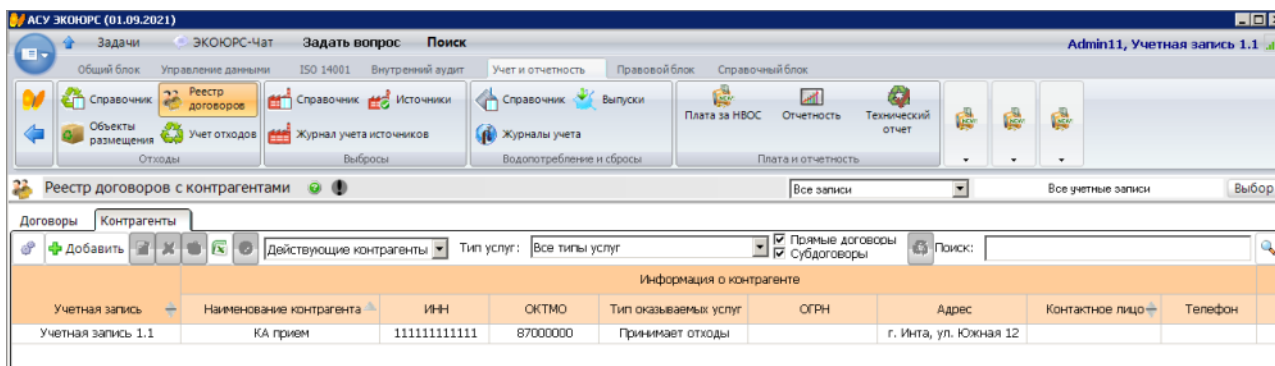 АСУ ЭКОЮРС (01.09.2021)
Задачи ЭКОЮРС-Чат Задать вопрос Поиск Admin11, Учетная запись 1.1
Общий блок Управление данными ISO 14001 Внутренний аудит Учет и отчетность Правовой блок Справочный блок
Справочник Реестр договоров Справочник Источники Справочник Выпуски Плата за НВОС Отчетность Технический отчет
Объекты размещения Учет отходов Журнал учета источников Журналы учета
Отходы Выбросы Водопотребление и сбросы Плата и отчетность
Реестр договоров с контрагентами Все записи Все учетные записи Выбор
Договоры Контрагенты
Добавить Действующие контрагенты Тип услуг: Все типы услуг Прямые договоры Поиск:
Субдоговоры
Информация о контрагенте
Учетная запись Наименование контрагента ИНН ОКТМО Тип оказываемых услуг ОГРН Адрес Контактное лицо Телефон
Учетная запись 1.1 КА прием 111111111111 87000000 Принимает отходы г. Инта, ул. Южная 12